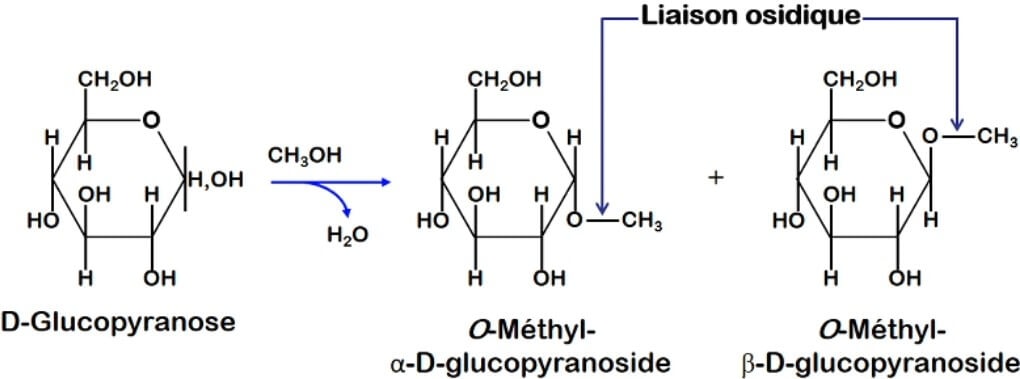 Liaison osidique
CH₂OH
O
H
H
OH
H
H,OH
HO
H
OH
D-Glucopyranose
CH₃OH
H₂O
CH₂OH
O
H
H
H
OH
H
HO
O—CH₃
H
OH
O-Méthyl-
α-D-glucopyranoside
+
CH₂OH
O
O—CH₃
H
H
OH
H
HO
H
H
OH
O-Méthyl-
β-D-glucopyranoside